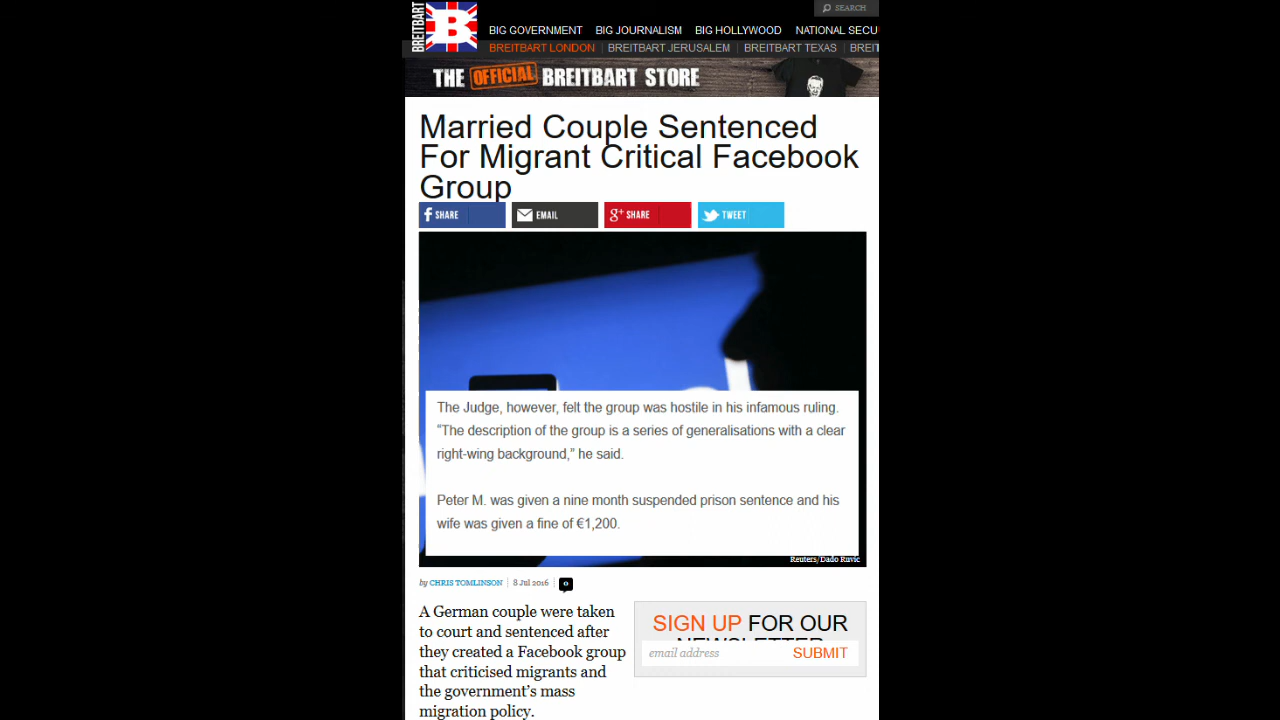 SEARCH
BREITBART B
BIG GOVERNMENT BIG JOURNALISM BIG HOLLYWOOD NATIONAL SECU
BREITBART LONDON BREITBART JERUSALEM BREITBART TEXAS BREIT
THE OFFICIAL BREITBART STORE
Married Couple Sentenced
For Migrant Critical Facebook
Group
f SHARE EMAIL g+ SHARE TWEET
The Judge, however, felt the group was hostile in his infamous ruling.
“The description of the group is a series of generalisations with a clear
right-wing background,” he said.
Peter M. was given a nine month suspended prison sentence and his
wife was given a fine of €1,200.
Reuters/Dado Ruvic
by CHRIS TOMLINSON 8 Jul 2016 0
A German couple were taken
to court and sentenced after
they created a Facebook group
that criticised migrants and
the government’s mass
migration policy.
SIGN UP FOR OUR
NEWSLETTER
email address SUBMIT